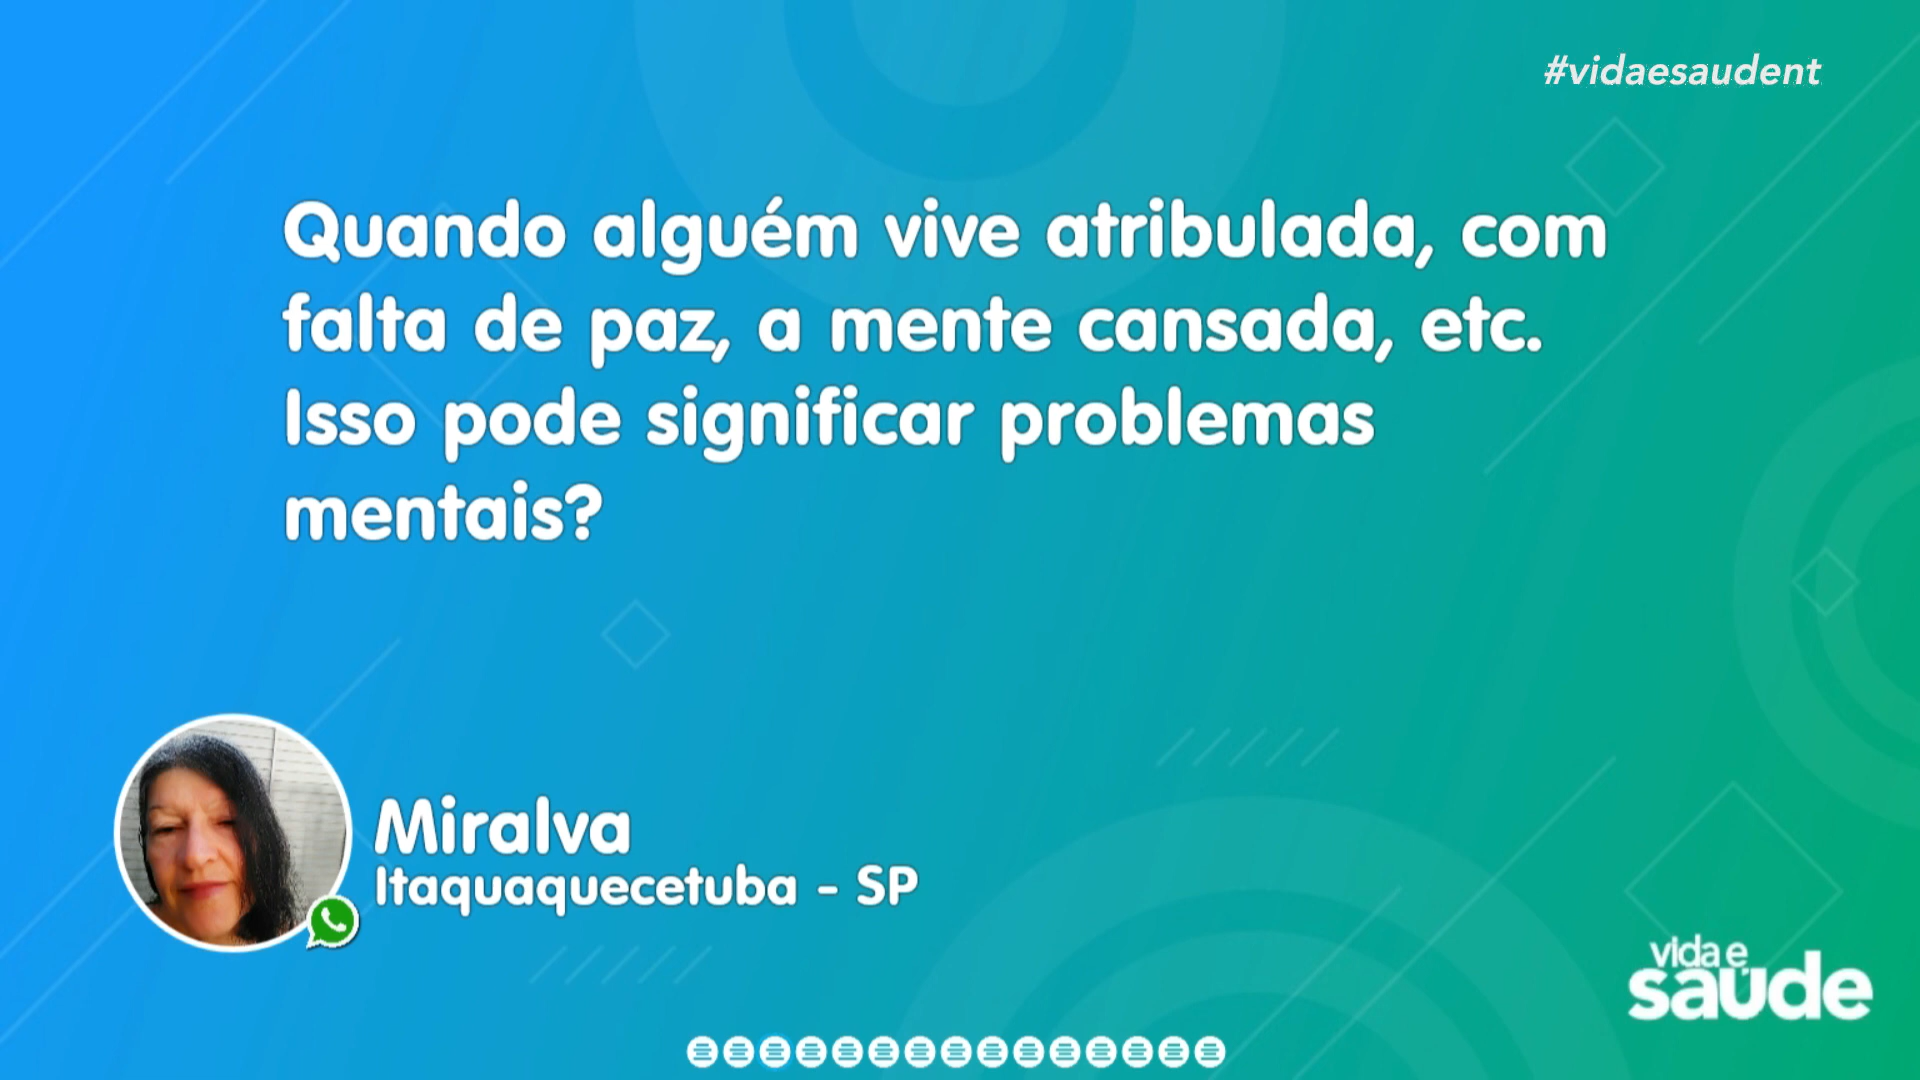 #vidaesaudent
Quando alguém vive atribulada, com
falta de paz, a mente cansada, etc.
Isso pode significar problemas
mentais?
Miralva
Itaquaquecetuba - SP
vida e
saúde